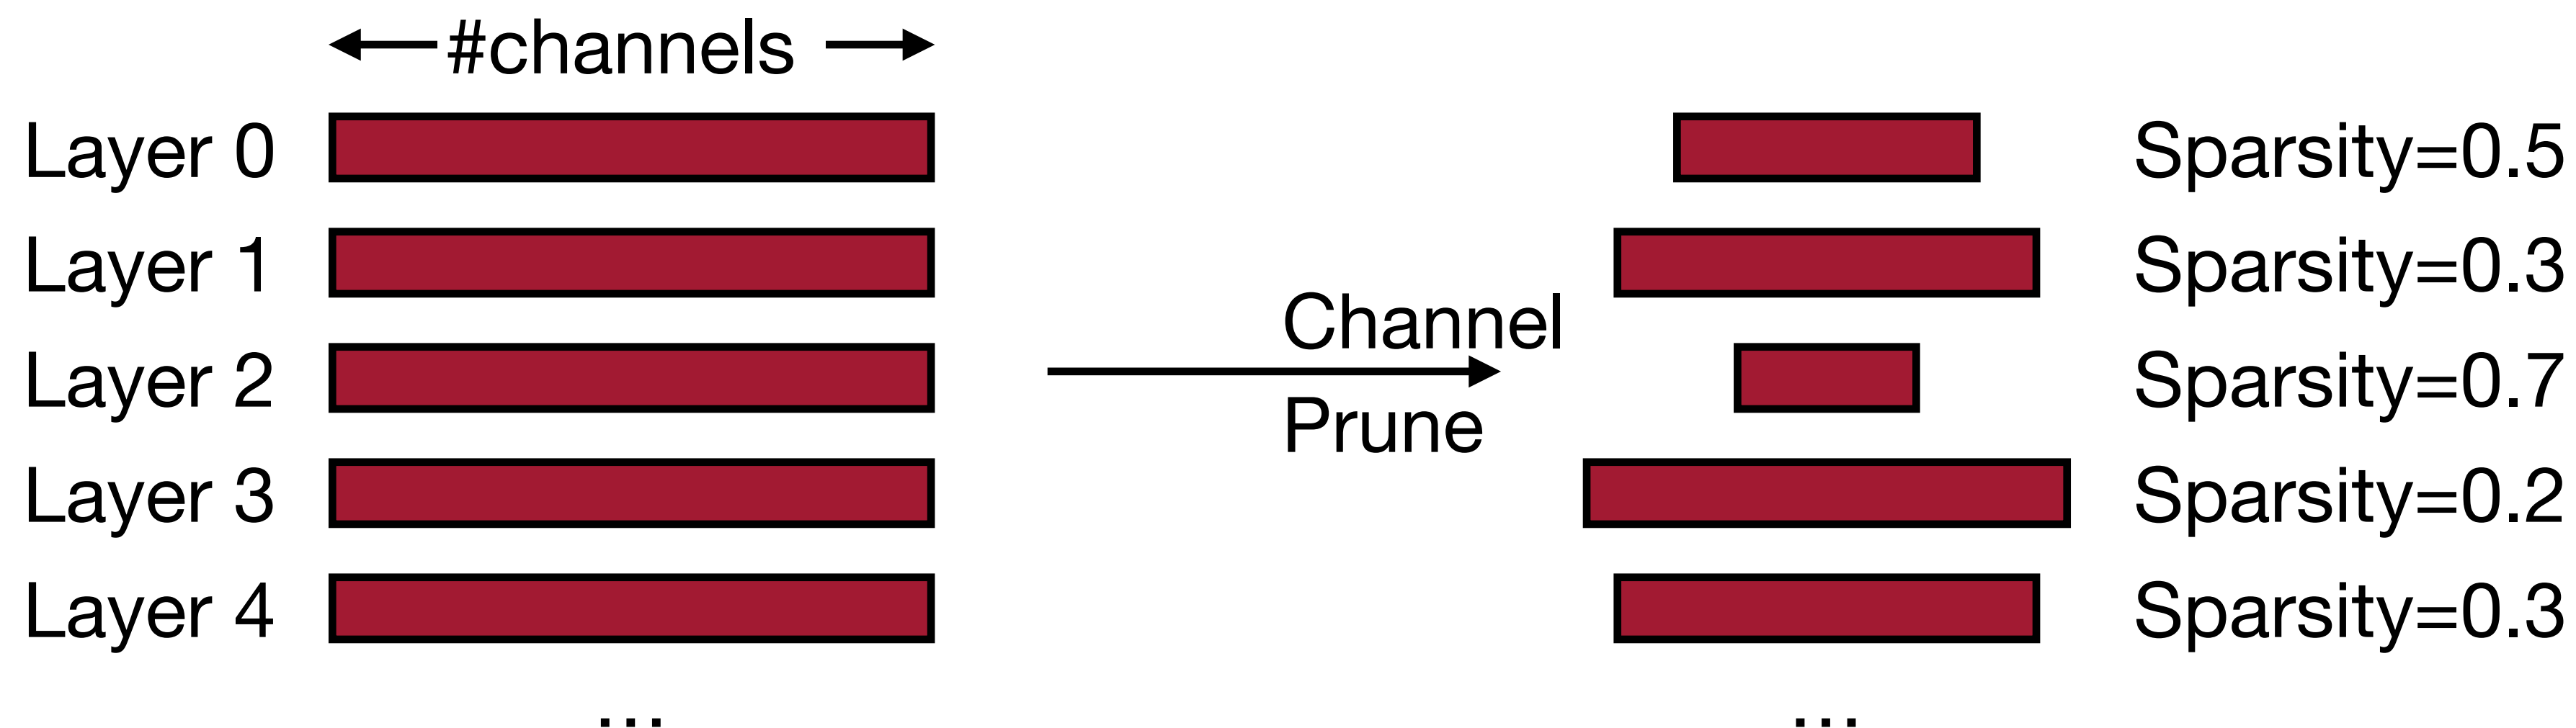 #channels
Layer 0
Sparsity=0.5
Layer 1
Sparsity=0.3
Channel
Prune
Layer 2
Sparsity=0.7
Layer 3
Sparsity=0.2
Layer 4
Sparsity=0.3
...
...